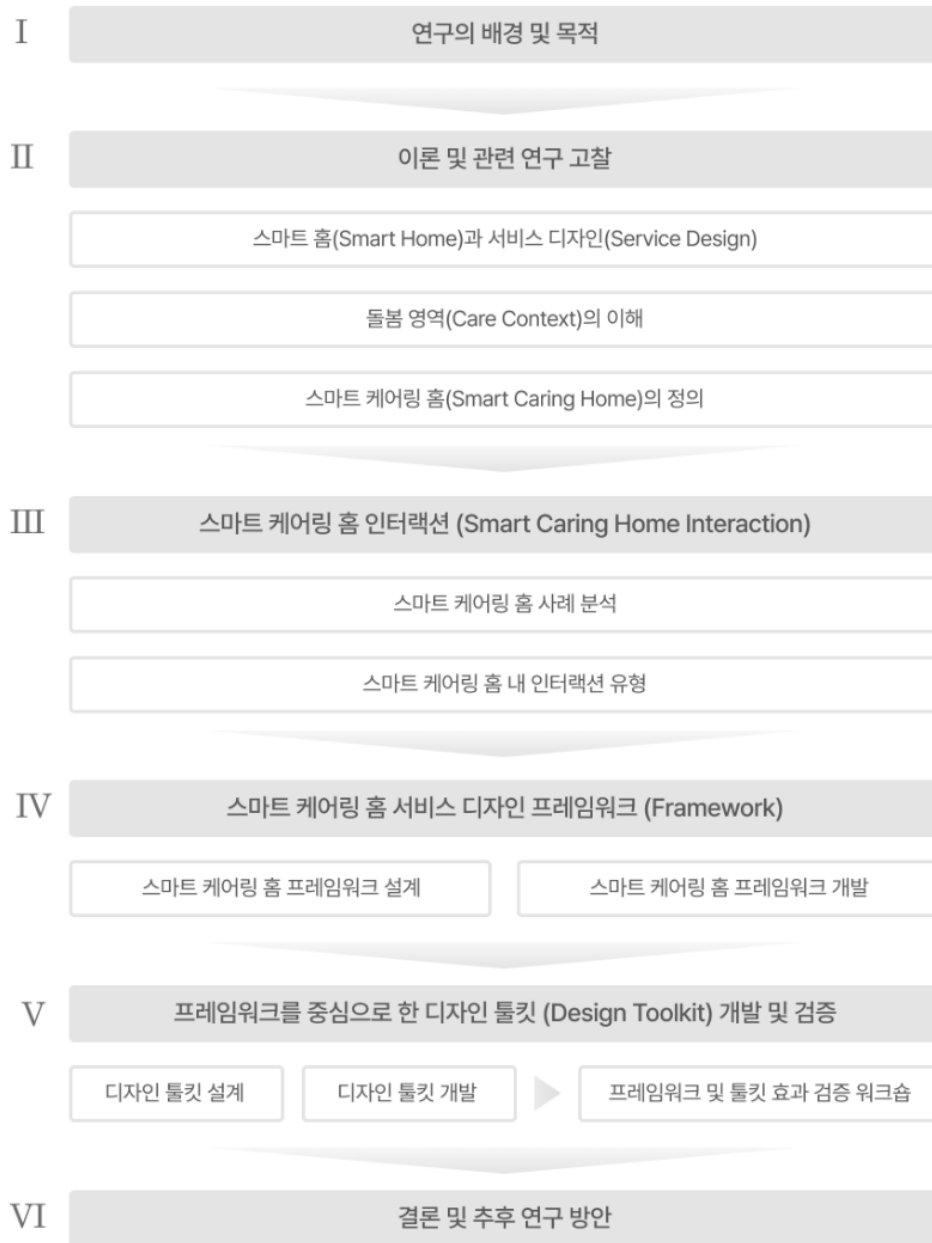 I
연구의 배경 및 목적
II
이론 및 관련 연구 고찰
스마트 홈(Smart Home)과 서비스 디자인(Service Design)
돌봄 영역(Care Context)의 이해
스마트 케어링 홈(Smart Caring Home)의 정의
III
스마트 케어링 홈 인터랙션 (Smart Caring Home Interaction)
스마트 케어링 홈 사례 분석
스마트 케어링 홈 내 인터랙션 유형
IV
스마트 케어링 홈 서비스 디자인 프레임워크 (Framework)
스마트 케어링 홈 프레임워크 설계
스마트 케어링 홈 프레임워크 개발
V
프레임워크를 중심으로 한 디자인 툴킷 (Design Toolkit) 개발 및 검증
디자인 툴킷 설계
디자인 툴킷 개발
프레임워크 및 툴킷 효과 검증 워크숍
VI
결론 및 추후 연구 방안